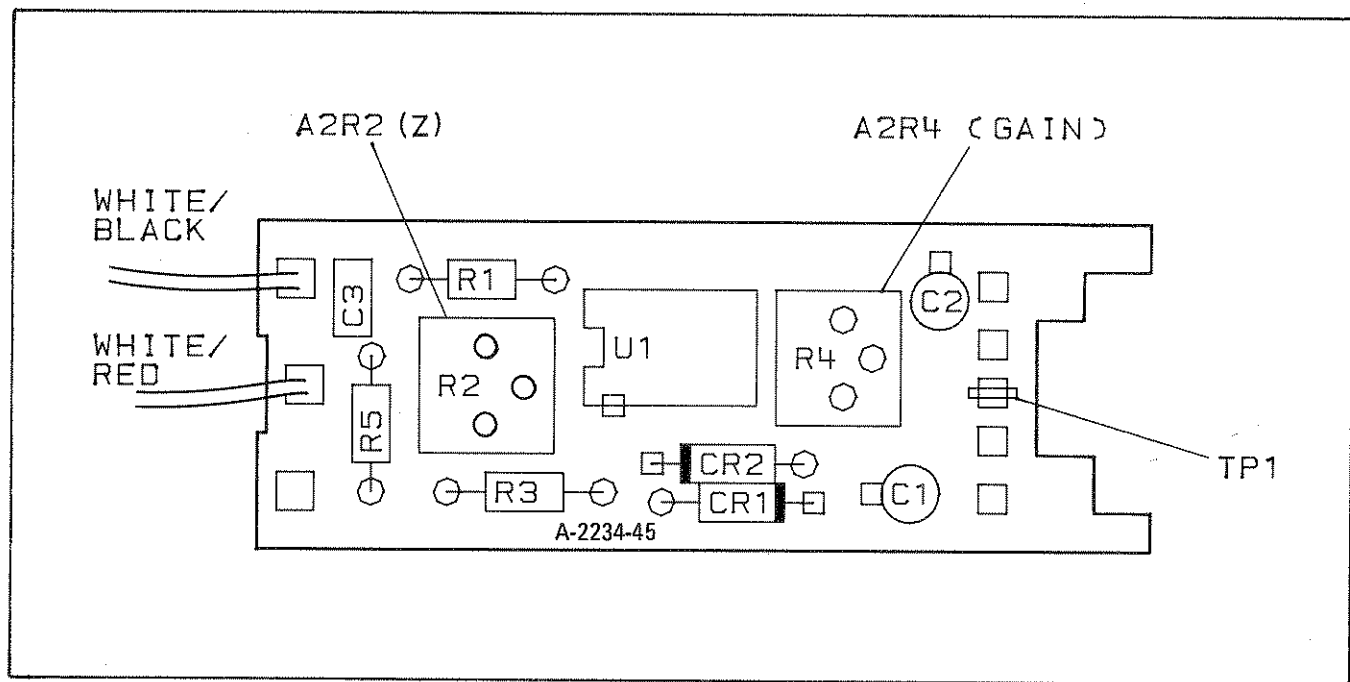 A2R2 (Z)
A2R4 (GAIN)
WHITE/
BLACK
WHITE/
RED
C3
R1
R2
U1
R4
C2
R5
R3
CR2
CR1
C1
TP1
A-2234-45